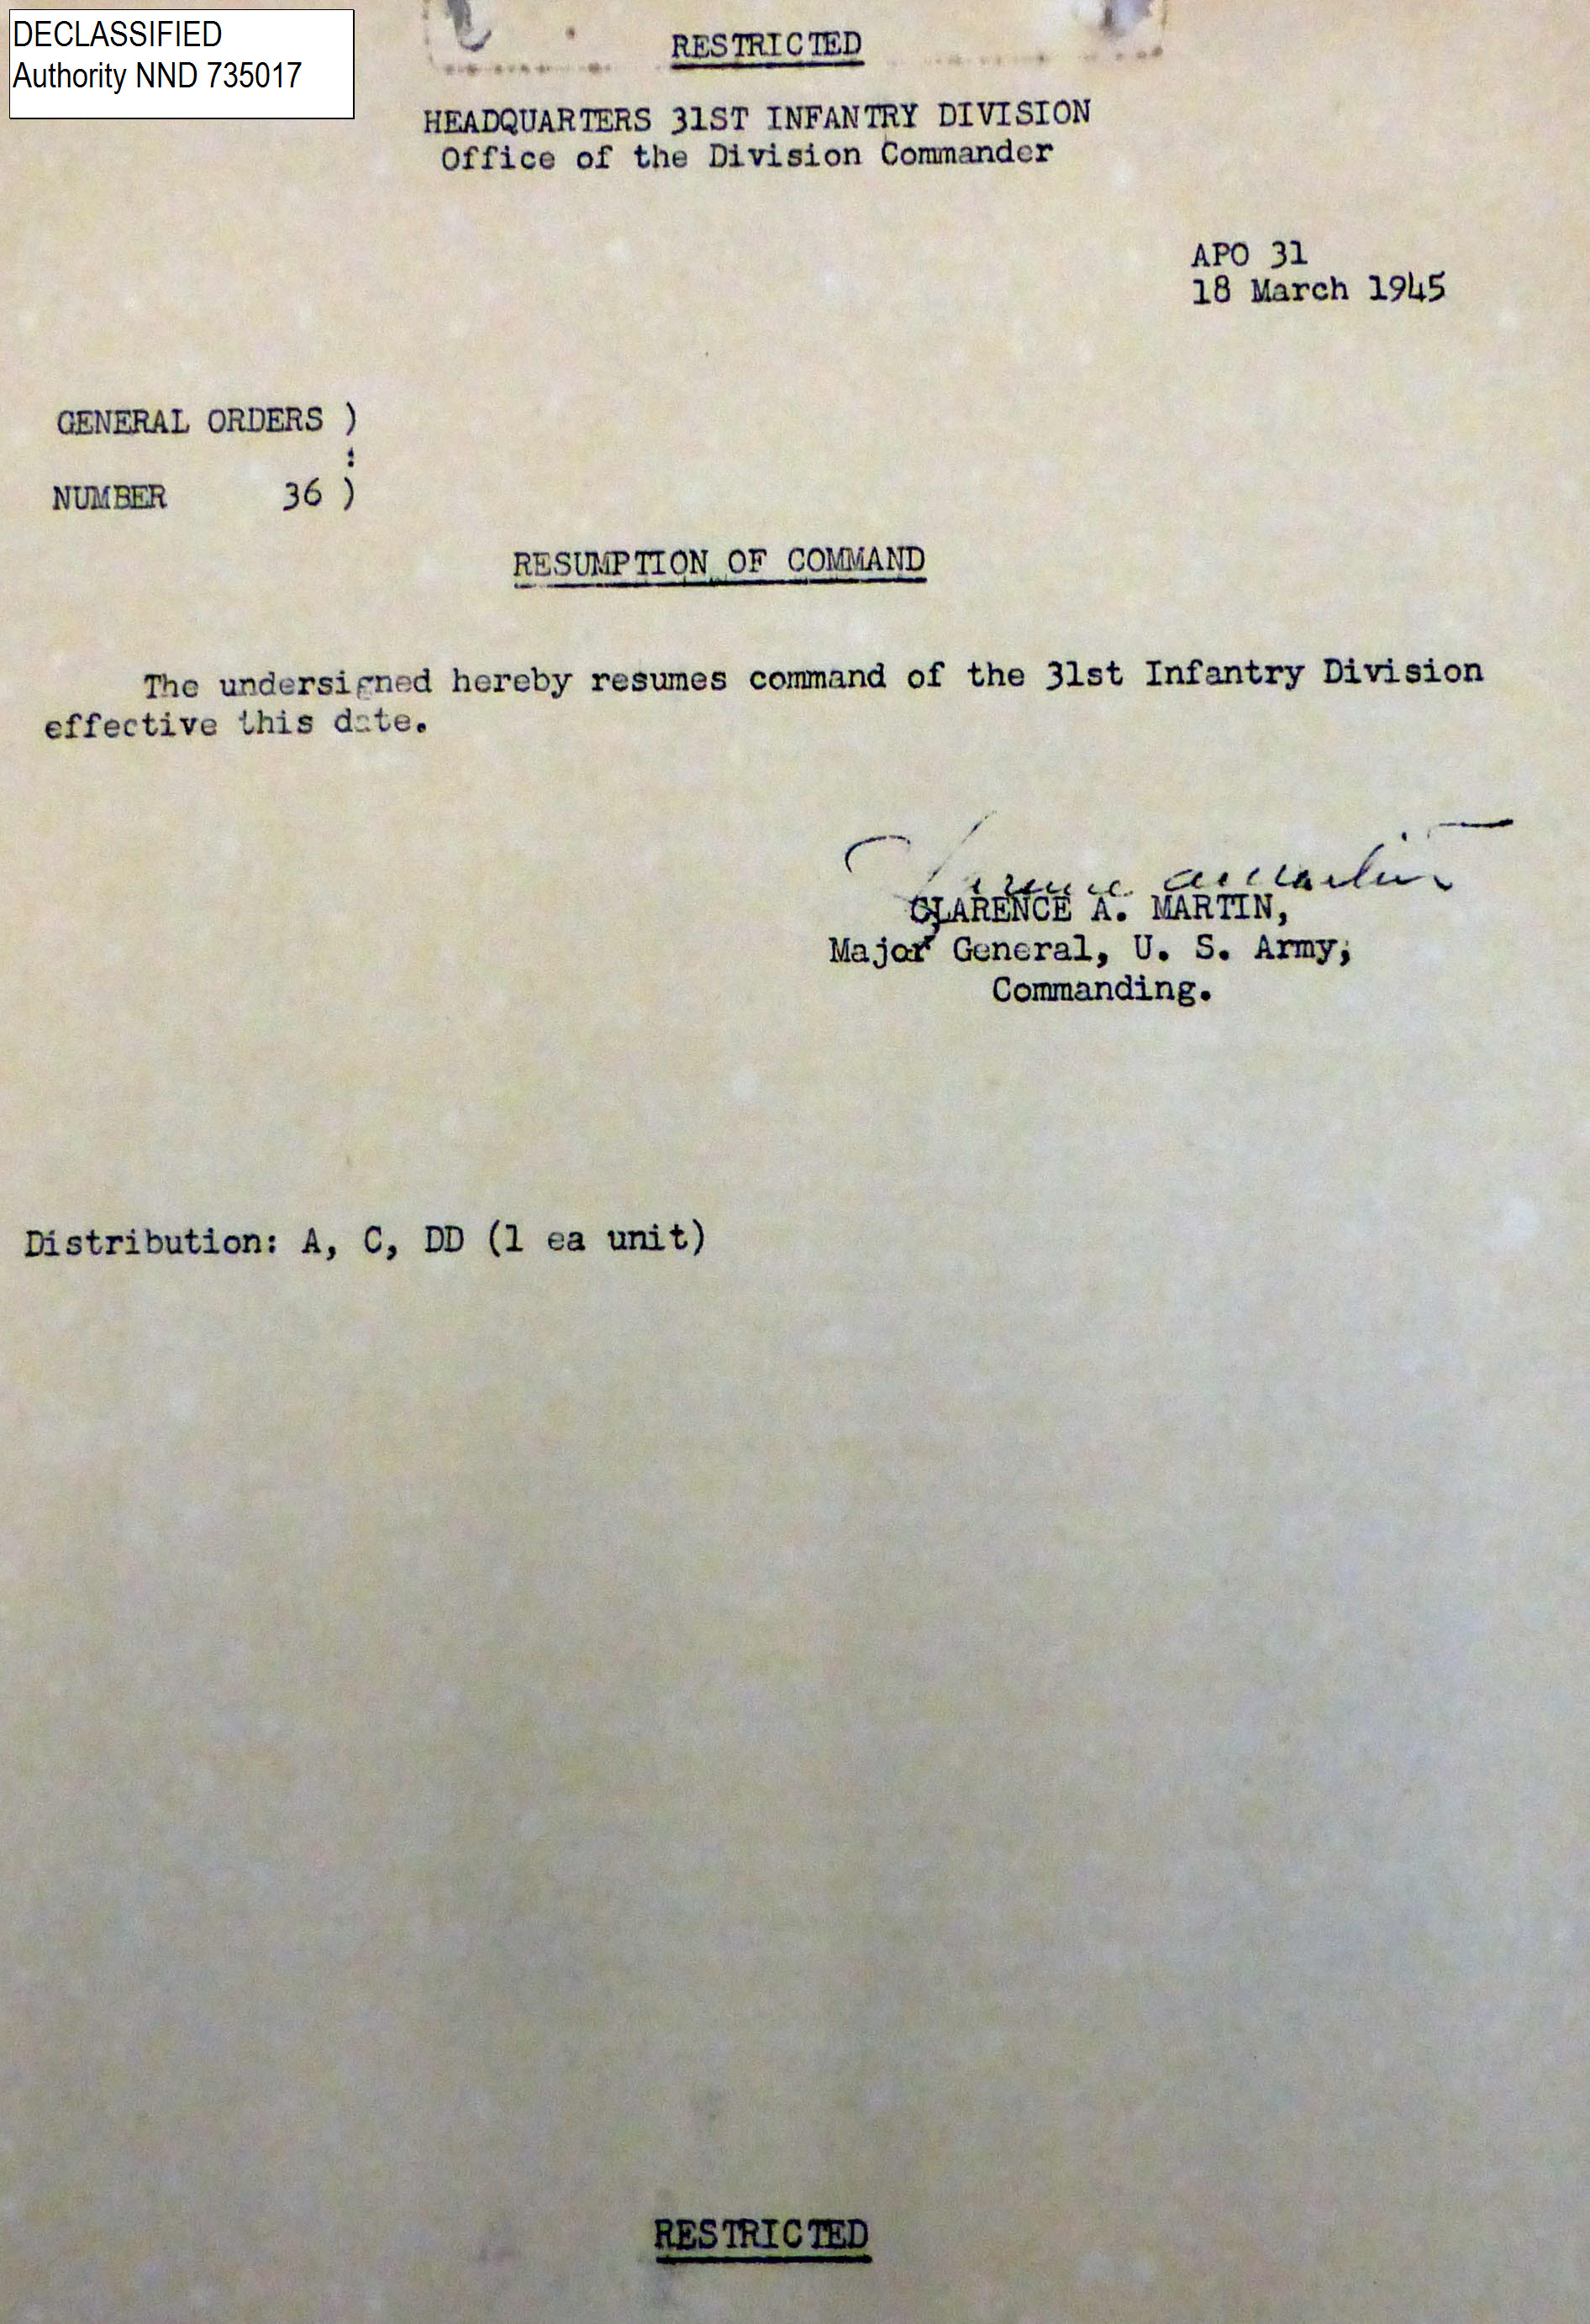 DECLASSIFIED
Authority NND 735017
RESTRICTED
HEADQUARTERS 31ST INFANTRY DIVISION
Office of the Division Commander
APO 31
18 March 1945
GENERAL ORDERS )
:
NUMBER 36 )
RESUMPTION OF COMMAND
The undersigned hereby resumes command of the 31st Infantry Division
effective this date.
Clarence A Martin
CLARENCE A. MARTIN,
Major General, U. S. Army,
Commanding.
Distribution: A, C, DD (1 ea unit)
RESTRICTED